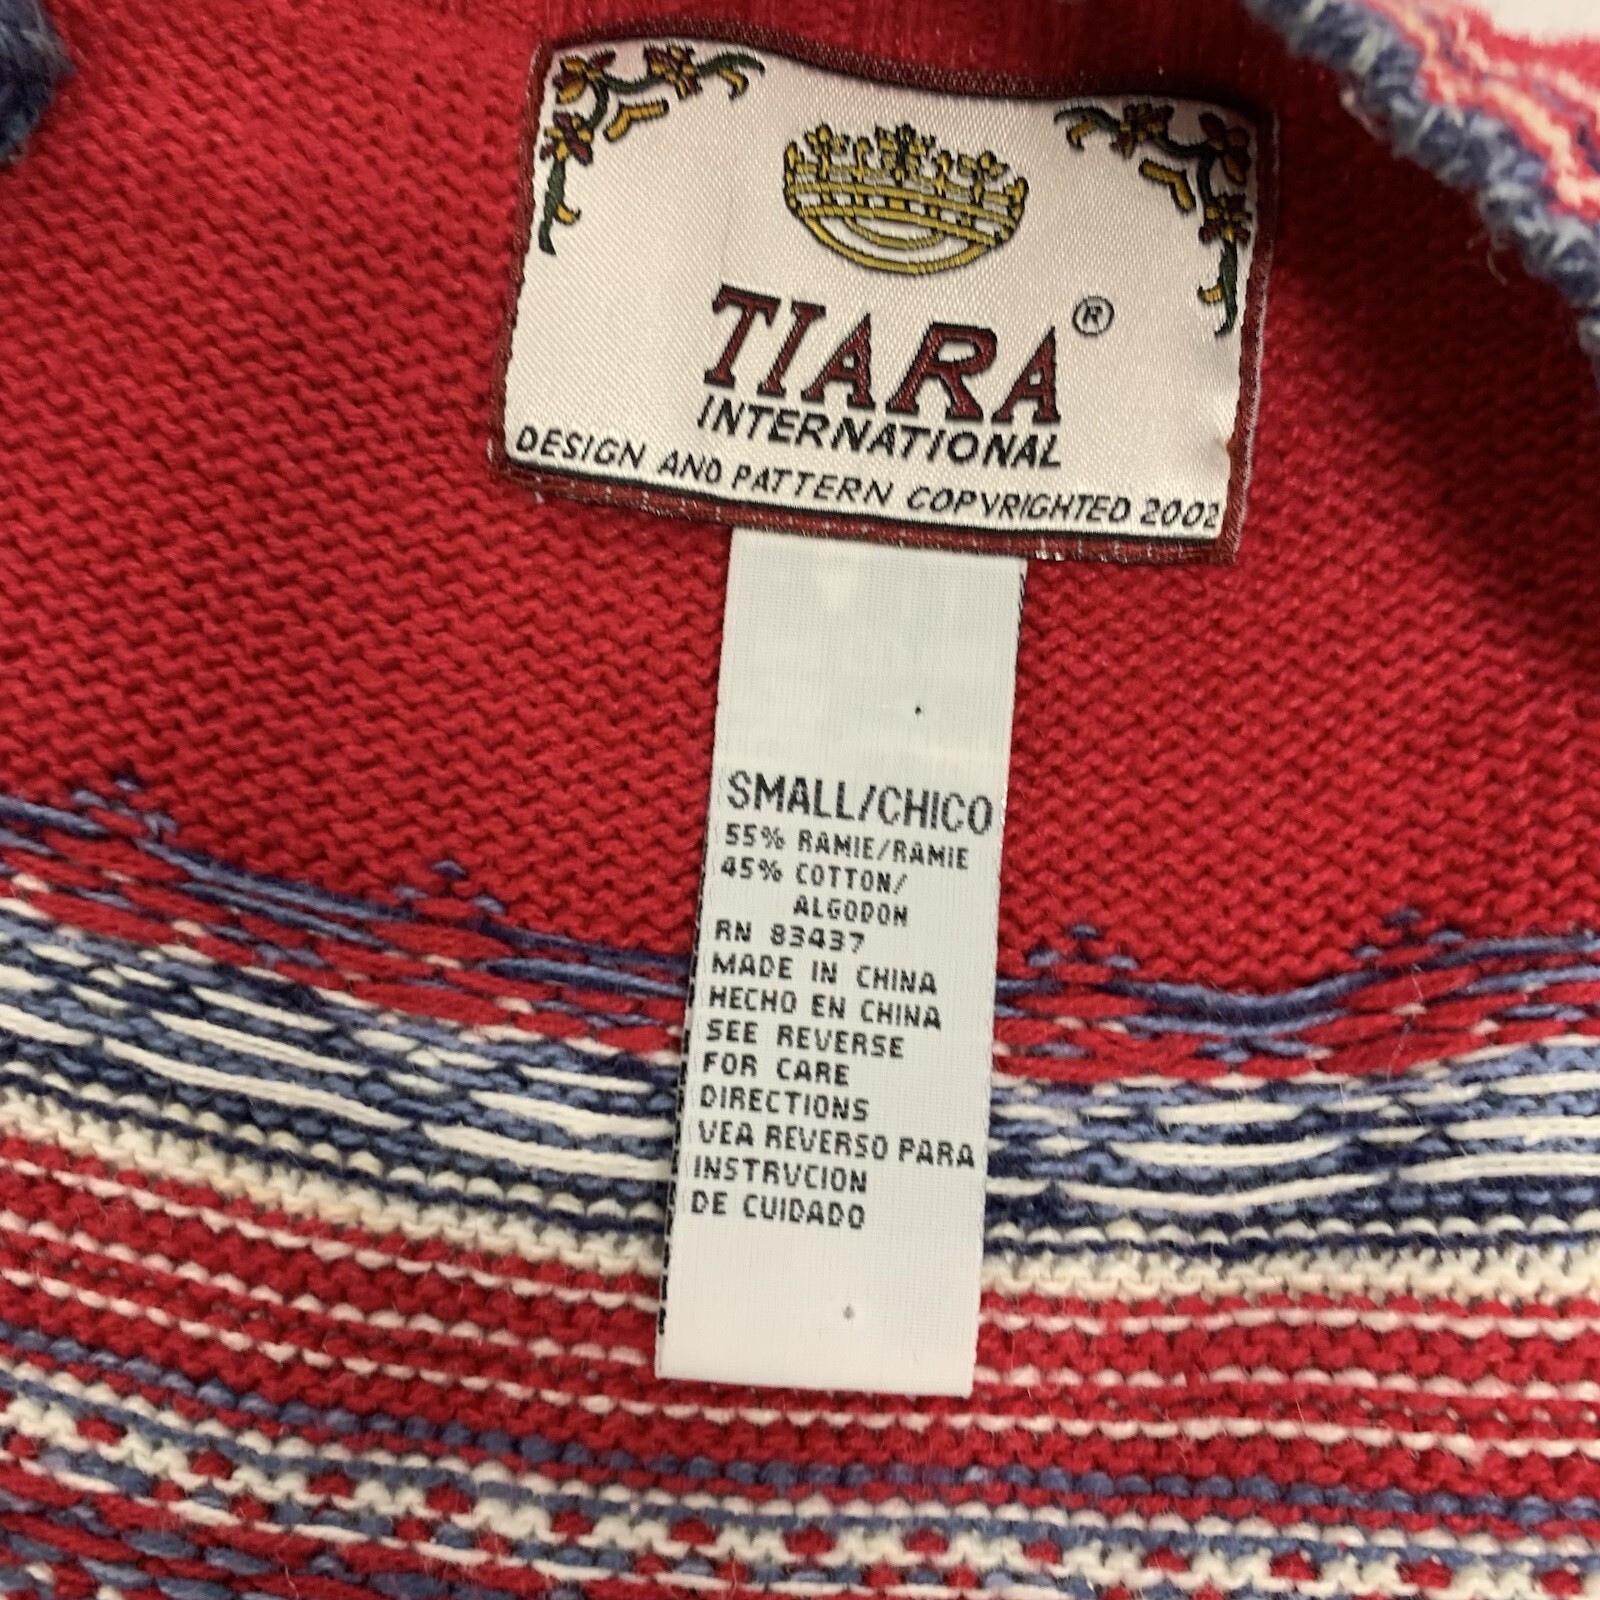 TIARA ®
INTERNATIONAL
DESIGN AND PATTERN COPYRIGHTED 2002
SMALL/CHICO
55% RAMIE/RAMIE
45% COTTON/
ALGODON
RN 83437
MADE IN CHINA
HECHO EN CHINA
SEE REVERSE
FOR CARE
DIRECTIONS
VEA REVERSO PARA
INSTRVCION
DE CUIDADO